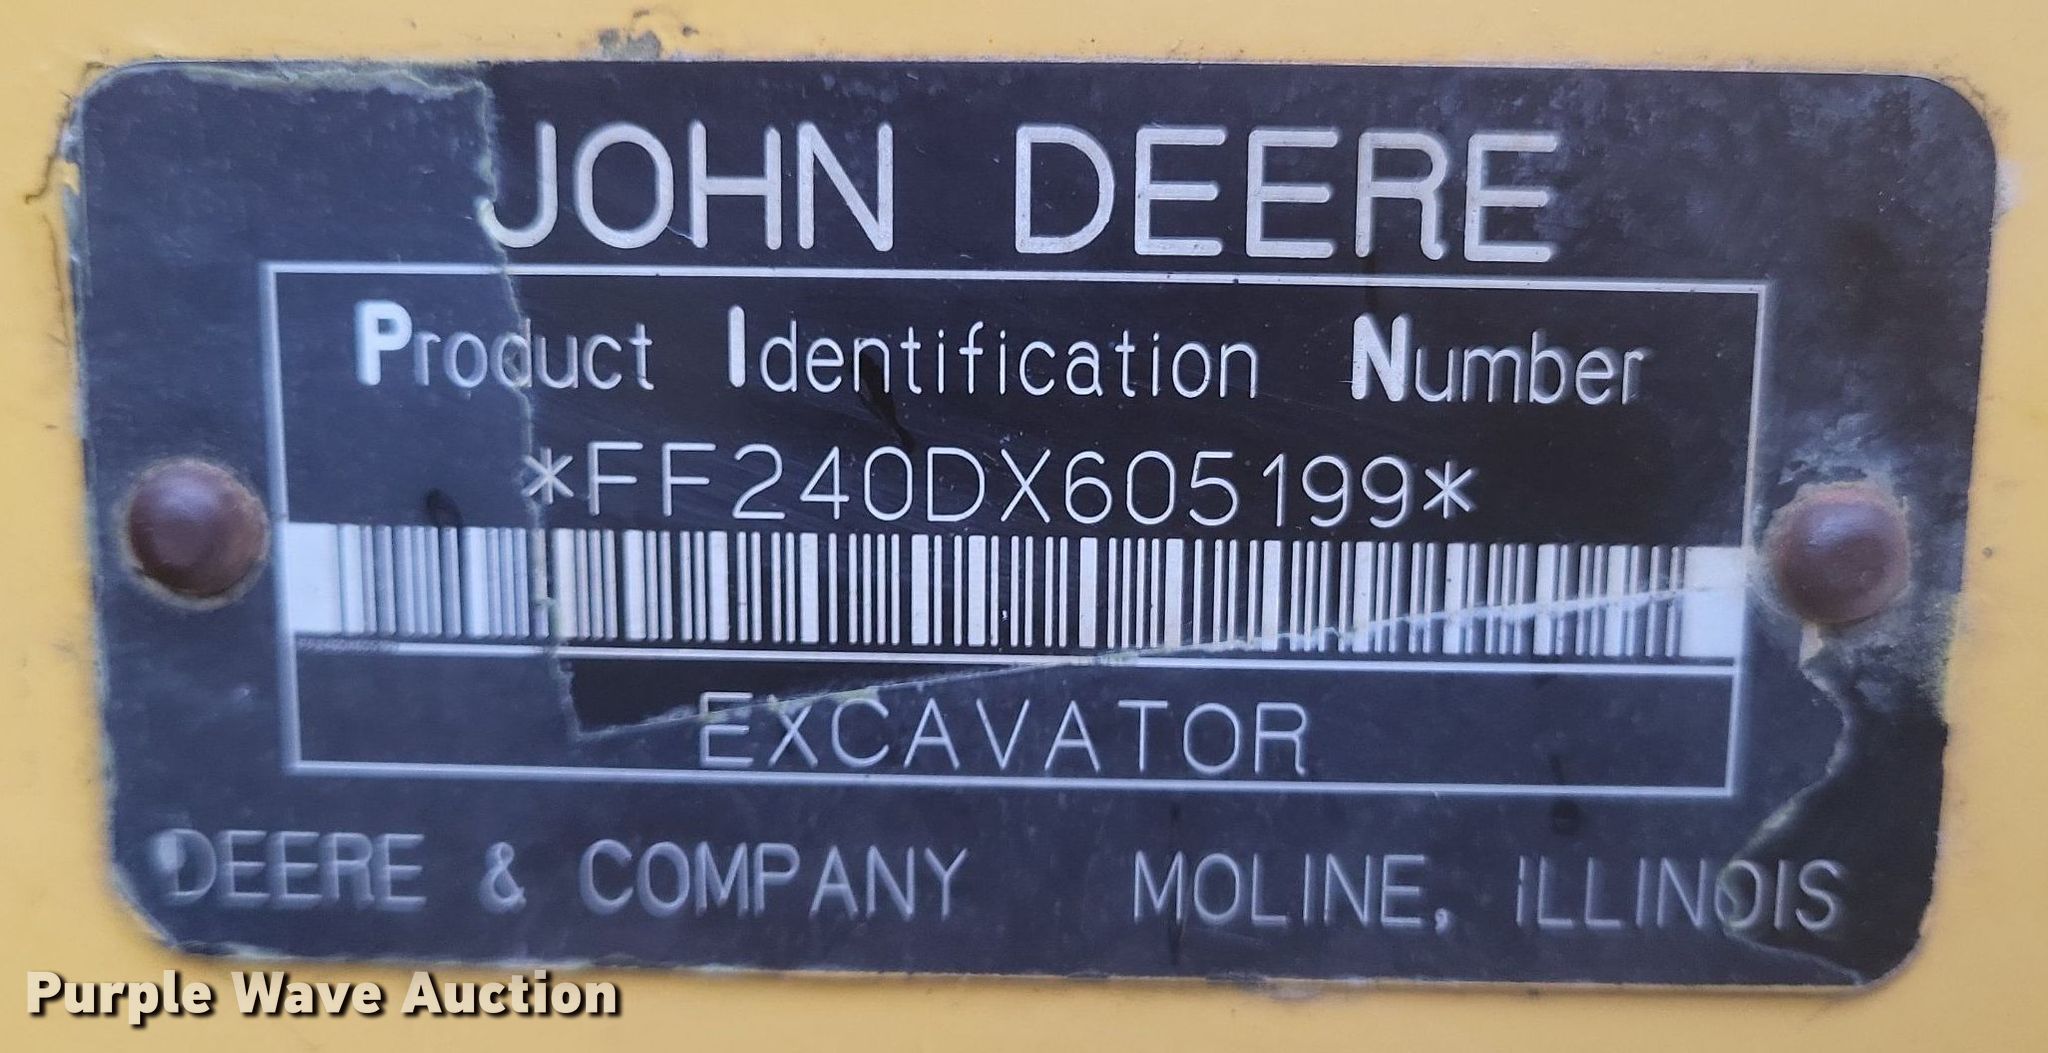 JOHN DEERE
Product Identification Number
*FF240DX605199*
EXCAVATOR
DEERE & COMPANY MOLINE, ILLINOIS
Purple Wave Auction